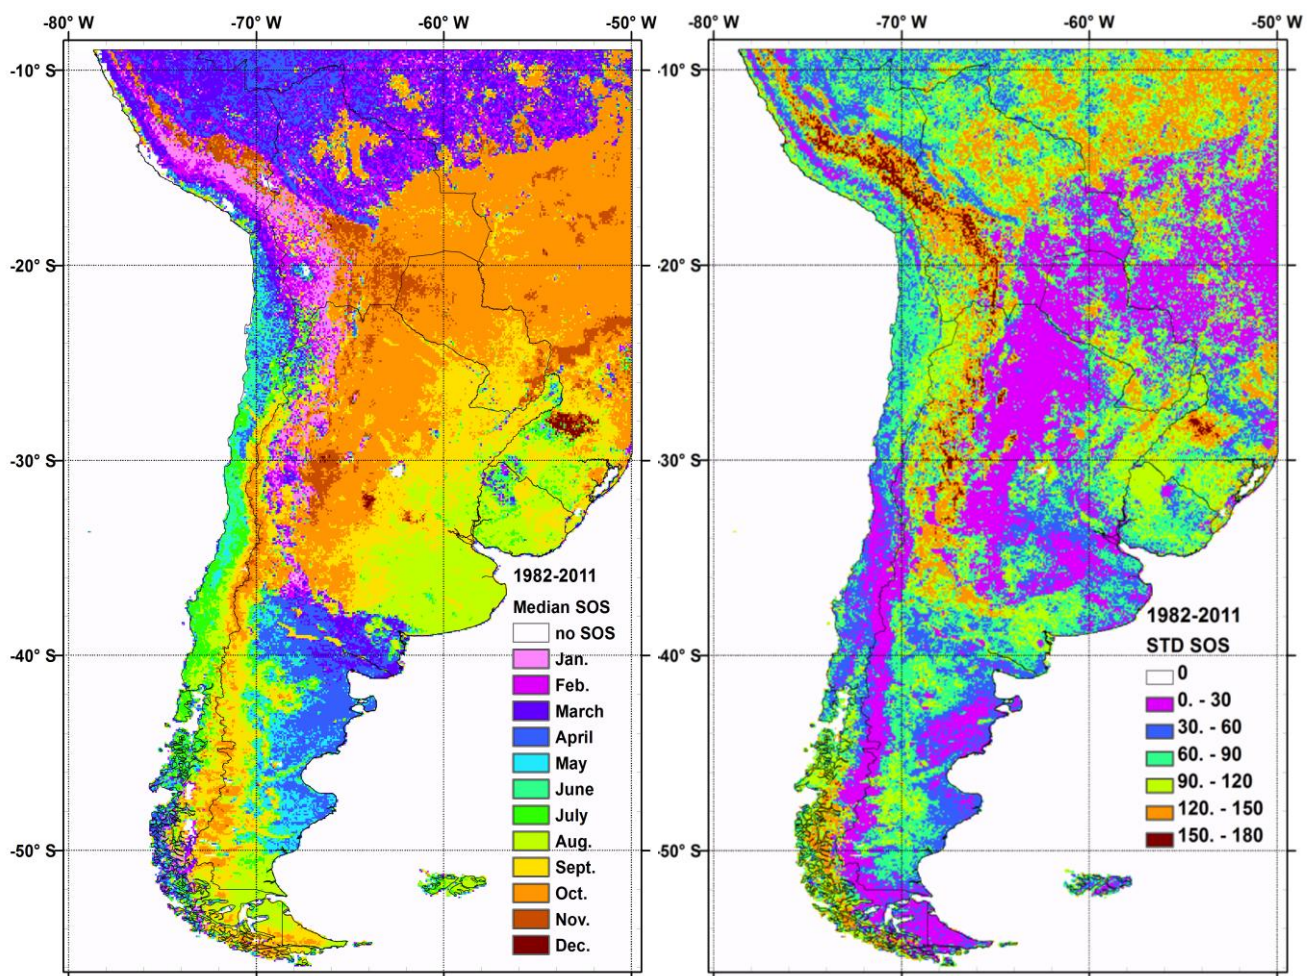 -80° W -70° W -60° W -50° W
-10° S
-20° S
-30° S
-40° S
-50° S
1982-2011
Median SOS
no SOS
Jan.
Feb.
March
April
May
June
July
Aug.
Sept.
Oct.
Nov.
Dec.
-80° W -70° W -60° W -50° W
-10° S
-20° S
-30° S
-40° S
-50° S
1982-2011
STD SOS
0
0. - 30
30. - 60
60. - 90
90. - 120
120. - 150
150. - 180